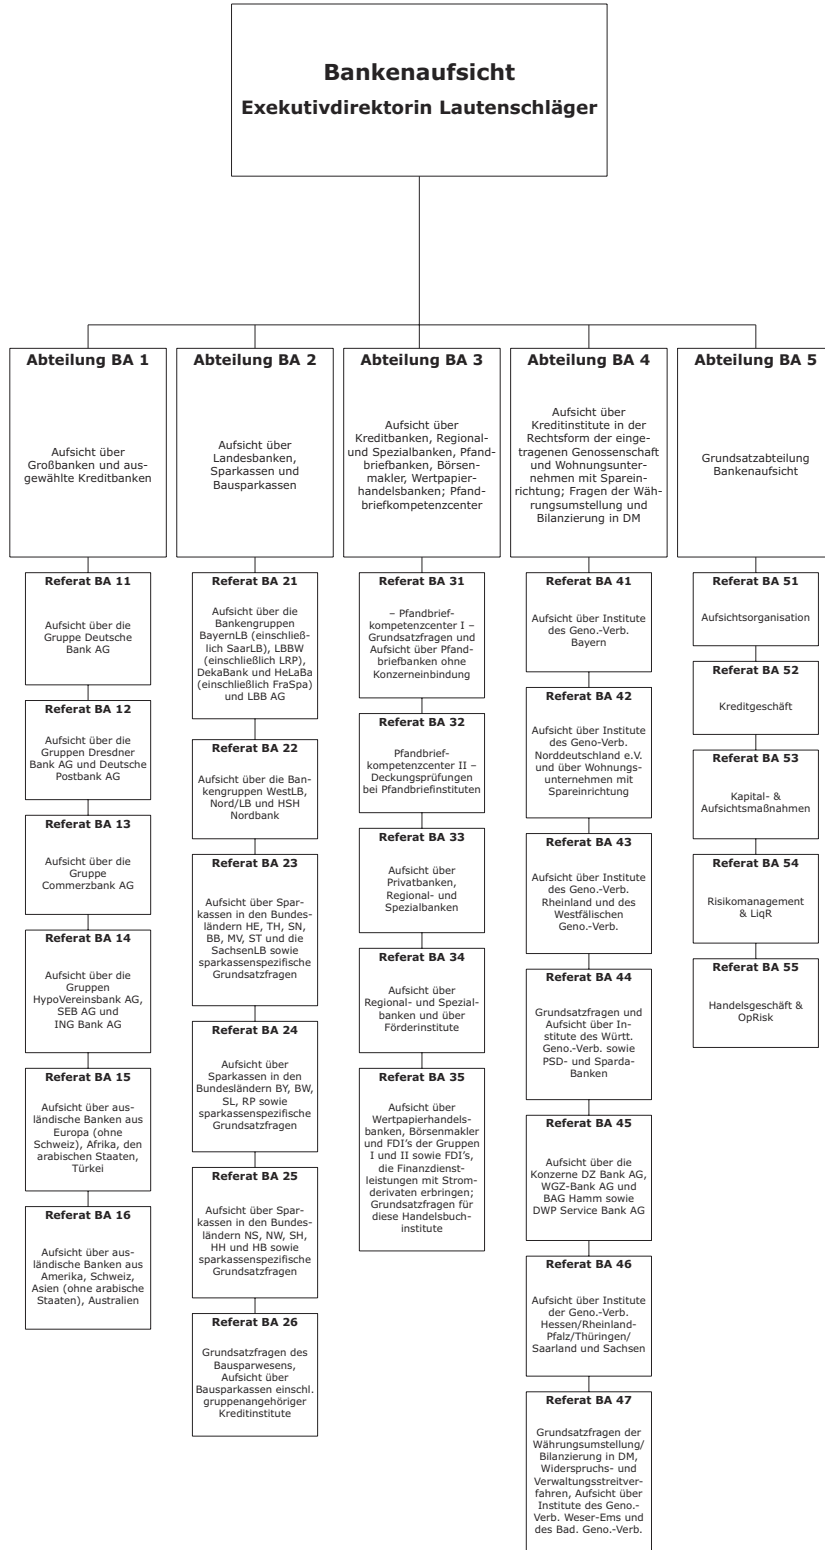 Bankenaufsicht
Exekutivdirektorin Lautenschläger
Abteilung BA 1
Aufsicht über
Großbanken und aus-
gewählte Kreditbanken
Referat BA 11
Aufsicht über die
Gruppe Deutsche
Bank AG
Referat BA 12
Aufsicht über die
Gruppen Dresdner
Bank AG und Deutsche
Postbank AG
Referat BA 13
Aufsicht über die
Gruppe
Commerzbank AG
Referat BA 14
Aufsicht über die
Gruppen
HypoVereinsbank AG,
SEB AG und
ING Bank AG
Referat BA 15
Aufsicht über aus-
ländische Banken aus
Europa (ohne
Schweiz), Afrika, den
arabischen Staaten,
Türkei
Referat BA 16
Aufsicht über aus-
ländische Banken aus
Amerika, Schweiz,
Asien (ohne arabische
Staaten), Australien
Abteilung BA 2
Aufsicht über
Landesbanken,
Sparkassen und
Bausparkassen
Referat BA 21
Aufsicht über die
Bankengruppen
BayernLB (einschließ-
lich SaarLB), LBBW
(einschließlich LRP),
DekaBank und HeLaBa
(einschließlich FraSpa)
und LBB AG
Referat BA 22
Aufsicht über die Ban-
kengruppen WestLB,
Nord/LB und HSH
Nordbank
Referat BA 23
Aufsicht über Spar-
kassen in den Bundes-
ländern HE, TH, SN,
BB, MV, ST und die
SachsenLB sowie
sparkassenspezifische
Grundsatzfragen
Referat BA 24
Aufsicht über
Sparkassen in den
Bundesländern BY, BW,
SL, RP sowie
sparkassenspezifische
Grundsatzfragen
Referat BA 25
Aufsicht über Spar-
kassen in den Bundes-
ländern NS, NW, SH,
HH und HB sowie
sparkassenspezifische
Grundsatzfragen
Referat BA 26
Grundsatzfragen des
Bausparwesens,
Aufsicht über
Bausparkassen einschl.
gruppenangehöriger
Kreditinstitute
Abteilung BA 3
Aufsicht über
Kreditbanken, Regional-
und Spezialbanken, Pfand-
briefbanken, Börsen-
makler, Wertpapier-
handelsbanken; Pfand-
briefkompetenzcenter
Referat BA 31
– Pfandbrief-
kompetenzcenter I –
Grundsatzfragen und
Aufsicht über Pfand-
briefbanken ohne
Konzerneinbindung
Referat BA 32
Pfandbrief-
kompetenzcenter II –
Deckungsprüfungen
bei Pfandbriefinstituten
Referat BA 33
Aufsicht über
Privatbanken,
Regional- und
Spezialbanken
Referat BA 34
Aufsicht über
Regional- und Spezial-
banken und über
Förderinstitute
Referat BA 35
Aufsicht über
Wertpapierhandels-
banken, Börsenmakler
und FDI's der Gruppen
I und II sowie FDI's,
die Finanzdienst-
leistungen mit Strom-
derivaten erbringen;
Grundsatzfragen für
diese Handelsbuch-
institute
Abteilung BA 4
Aufsicht über
Kreditinstitute in der
Rechtsform der einge-
tragenen Genossenschaft
und Wohnungsunter-
nehmen mit Sparein-
richtung; Fragen der Wäh-
rungsumstellung und
Bilanzierung in DM
Referat BA 41
Aufsicht über Institute
des Geno.-Verb.
Bayern
Referat BA 42
Aufsicht über Institute
des Geno-Verb.
Norddeutschland e.V.
und über Wohnungs-
unternehmen mit
Spareinrichtung
Referat BA 43
Aufsicht über Institute
des Geno.-Verb.
Rheinland und des
Westfälischen
Geno.-Verb.
Referat BA 44
Grundsatzfragen und
Aufsicht über In-
stitute des Württ.
Geno.-Verb. sowie
PSD- und Sparda-
Banken
Referat BA 45
Aufsicht über die
Konzerne DZ Bank AG,
WGZ-Bank AG und
BAG Hamm sowie
DWP Service Bank AG
Referat BA 46
Aufsicht über Institute
der Geno.-Verb.
Hessen/Rheinland-
Pfalz/Thüringen/
Saarland und Sachsen
Referat BA 47
Grundsatzfragen der
Währungsumstellung/
Bilanzierung in DM,
Widerspruchs- und
Verwaltungsstreitver-
fahren, Aufsicht über
Institute des Geno.-
Verb. Weser-Ems und
des Bad. Geno.-Verb.
Abteilung BA 5
Grundsatzabteilung
Bankenaufsicht
Referat BA 51
Aufsichtsorganisation
Referat BA 52
Kreditgeschäft
Referat BA 53
Kapital- &
Aufsichtsmaßnahmen
Referat BA 54
Risikomanagement
& LiqR
Referat BA 55
Handelsgeschäft &
OpRisk